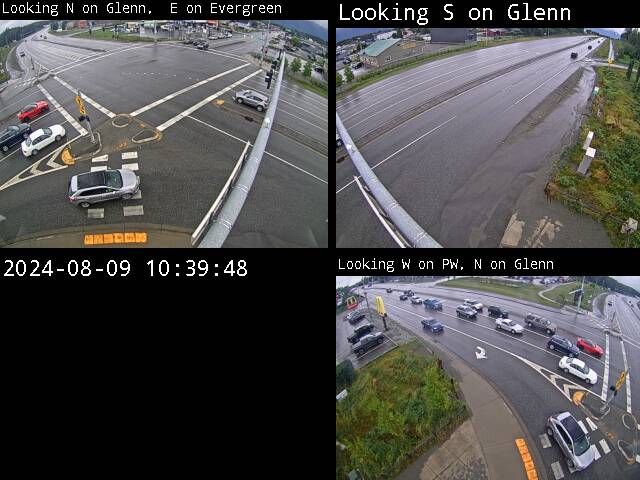 Looking N on Glenn,  E on Evergreen
Looking S on Glenn
2024-08-09 10:39:48
Looking W on PW, N on Glenn